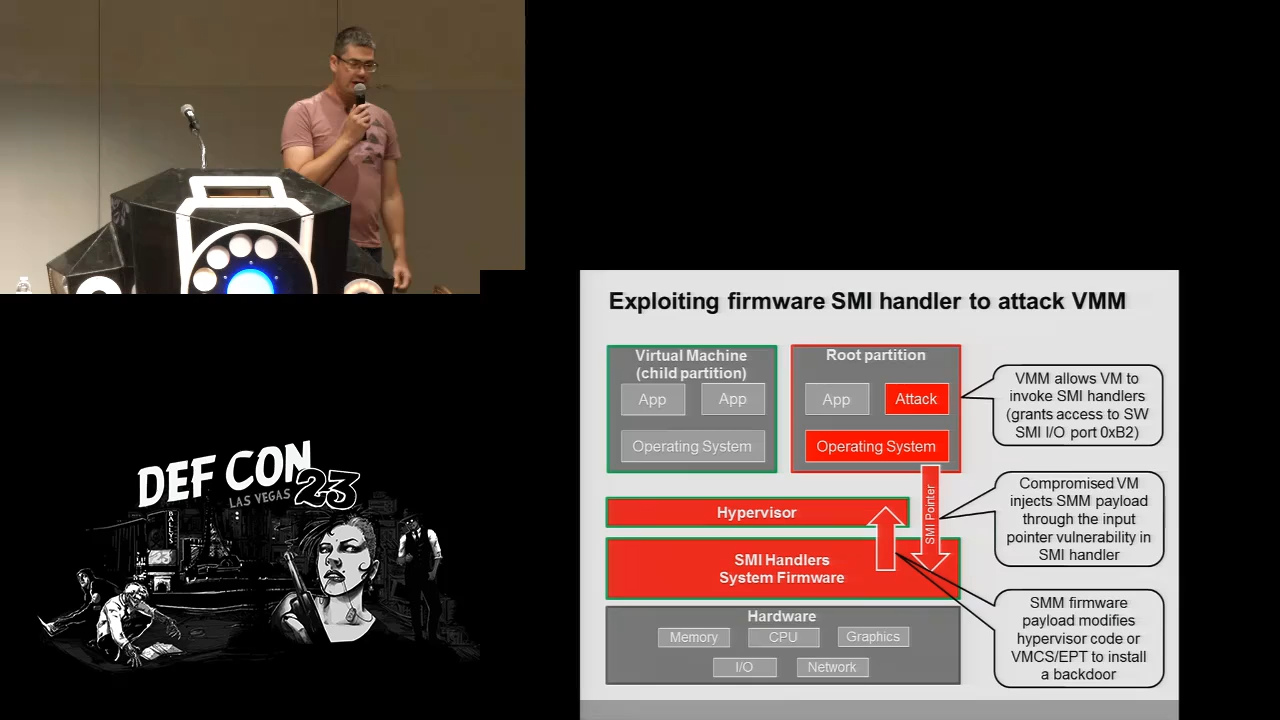 Exploiting firmware SMI handler to attack VMM
Virtual Machine
(child partition)
App
App
Operating System
Root partition
App
Attack
Operating System
VMM allows VM to
invoke SMI handlers
(grants access to SW
SMI I/O port 0xB2)
SMI Pointer
Compromised VM
injects SMM payload
through the input
pointer vulnerability in
SMI handler
Hypervisor
SMI Handlers
System Firmware
SMM firmware
payload modifies
hypervisor code or
VMCS/EPT to install
a backdoor
Hardware
Memory
CPU
Graphics
I/O
Network
DEF CON
LAS VEGAS 23
BALLYS